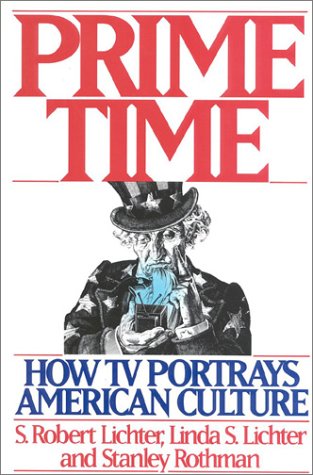 PRIME
TIME
HOW TV PORTRAYS
AMERICAN CULTURE
S. Robert Lichter, Linda S. Lichter
and Stanley Rothman